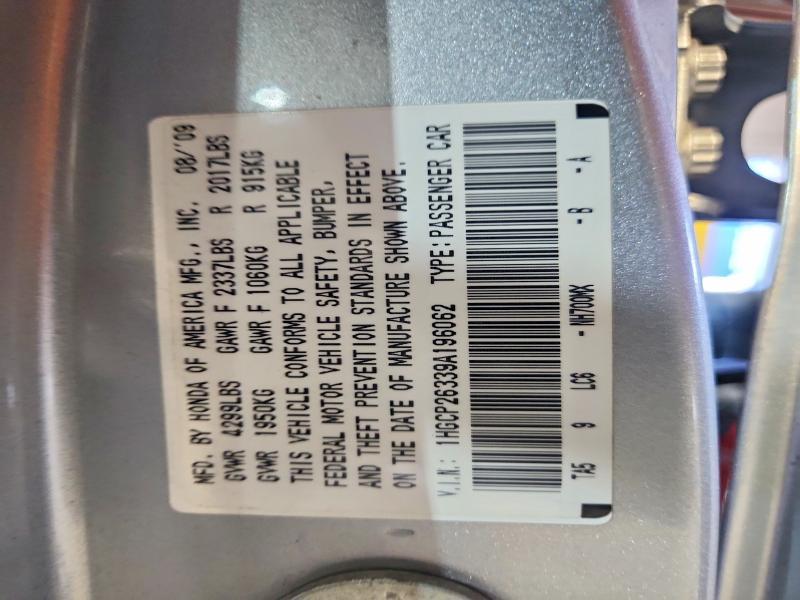 MFD. BY HONDA OF AMERICA MFG., INC. 08/'09
GVWR 4299LBS GAWR F 2337LBS R 2017LBS
GVWR 1950KG GAWR F 1060KG R 915KG
THIS VEHICLE CONFORMS TO ALL APPLICABLE
FEDERAL MOTOR VEHICLE SAFETY, BUMPER,
AND THEFT PREVENTION STANDARDS IN EFFECT
ON THE DATE OF MANUFACTURE SHOWN ABOVE.
V.I.N.: 1HGCP26339A196062 TYPE: PASSENGER CAR
TA5 9 LC6 - NH700MX - B - A